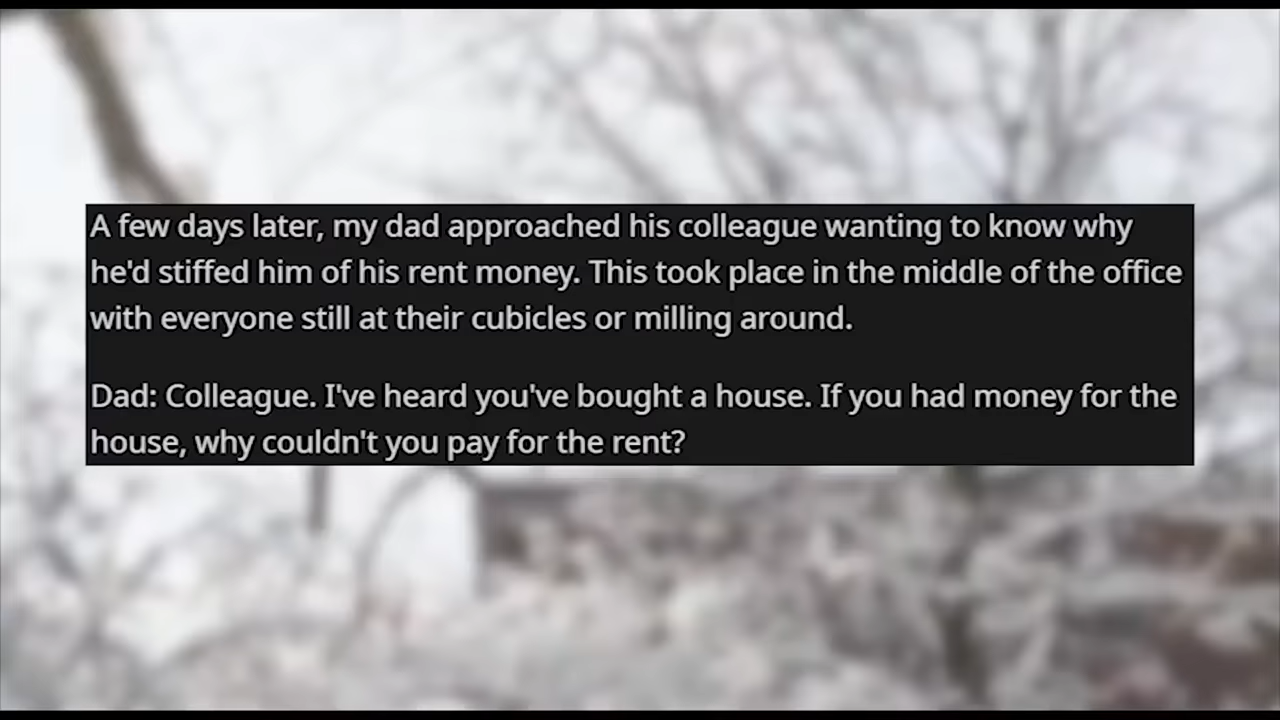 A few days later, my dad approached his colleague wanting to know why
he'd stiffed him of his rent money. This took place in the middle of the office
with everyone still at their cubicles or milling around.
Dad: Colleague. I've heard you've bought a house. If you had money for the
house, why couldn't you pay for the rent?